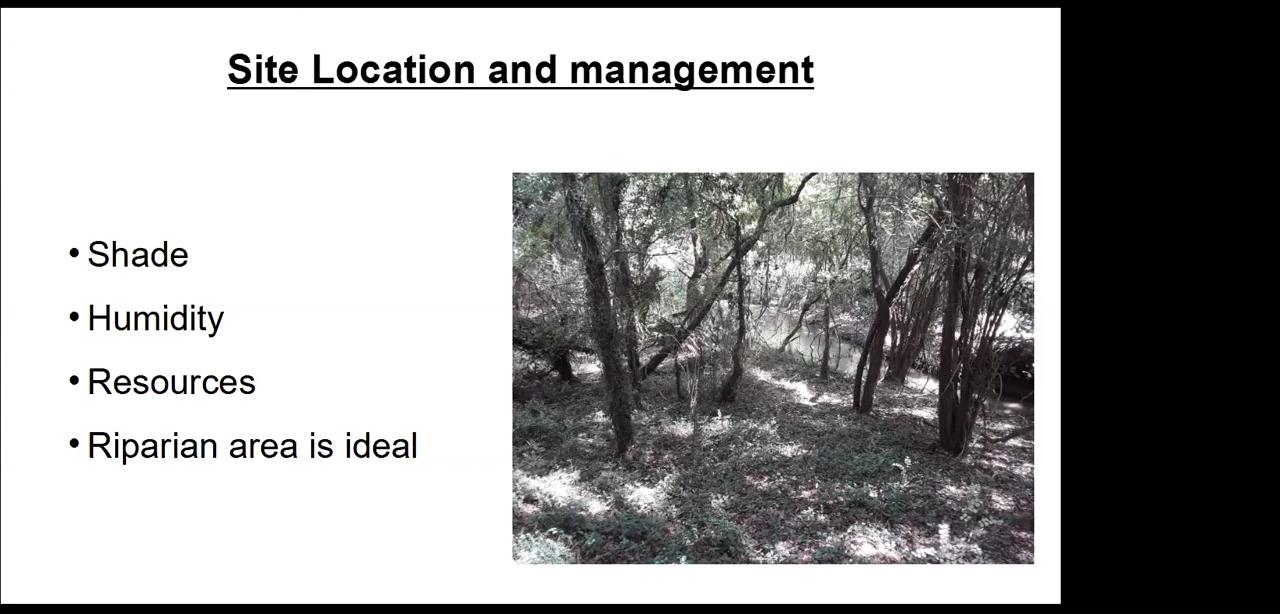 Site Location and management
• Shade
• Humidity
• Resources
• Riparian area is ideal